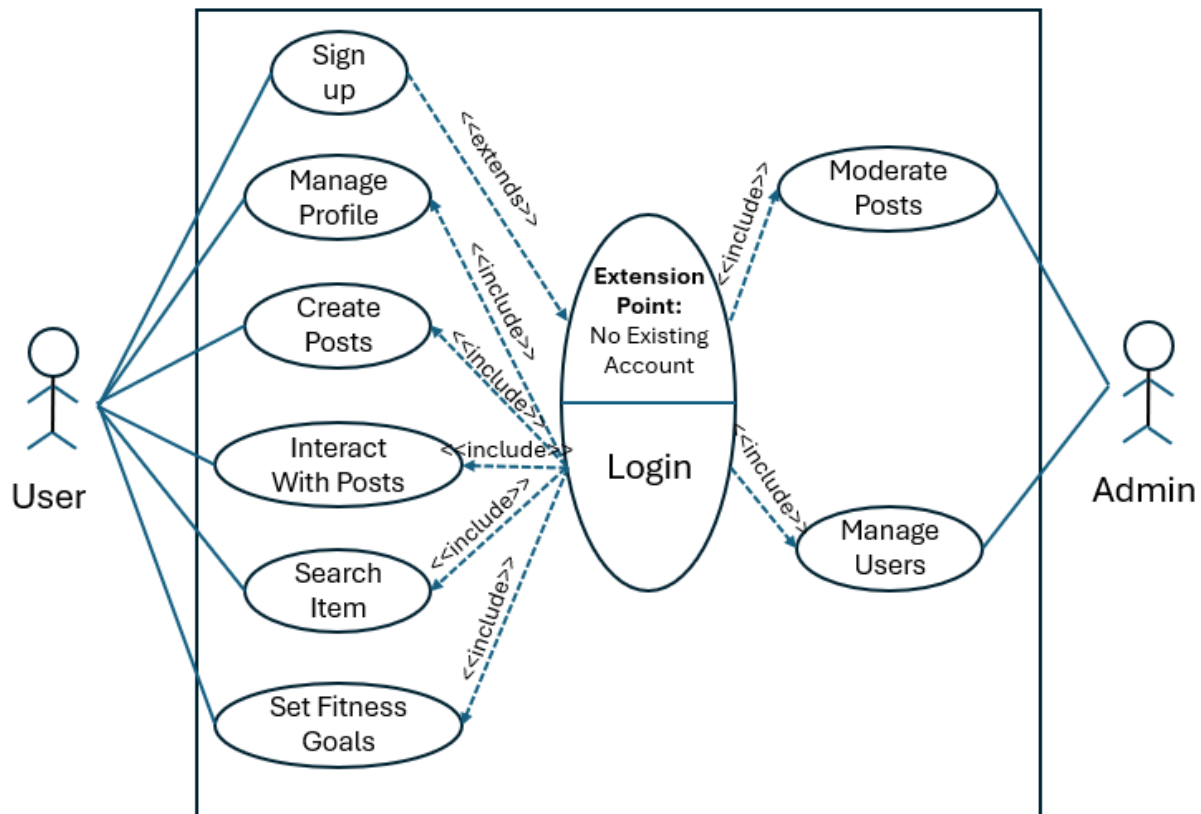 Sign
up
<<extends>>
Manage
Profile
<<include>>
Create
Posts
<<include>>
Interact
With Posts
<<include>>
Search
Item
<<include>>
Set Fitness
Goals
<<include>>
User
Extension
Point:
No Existing
Account
Login
<<include>>
Moderate
Posts
<<include>>
Manage
Users
Admin